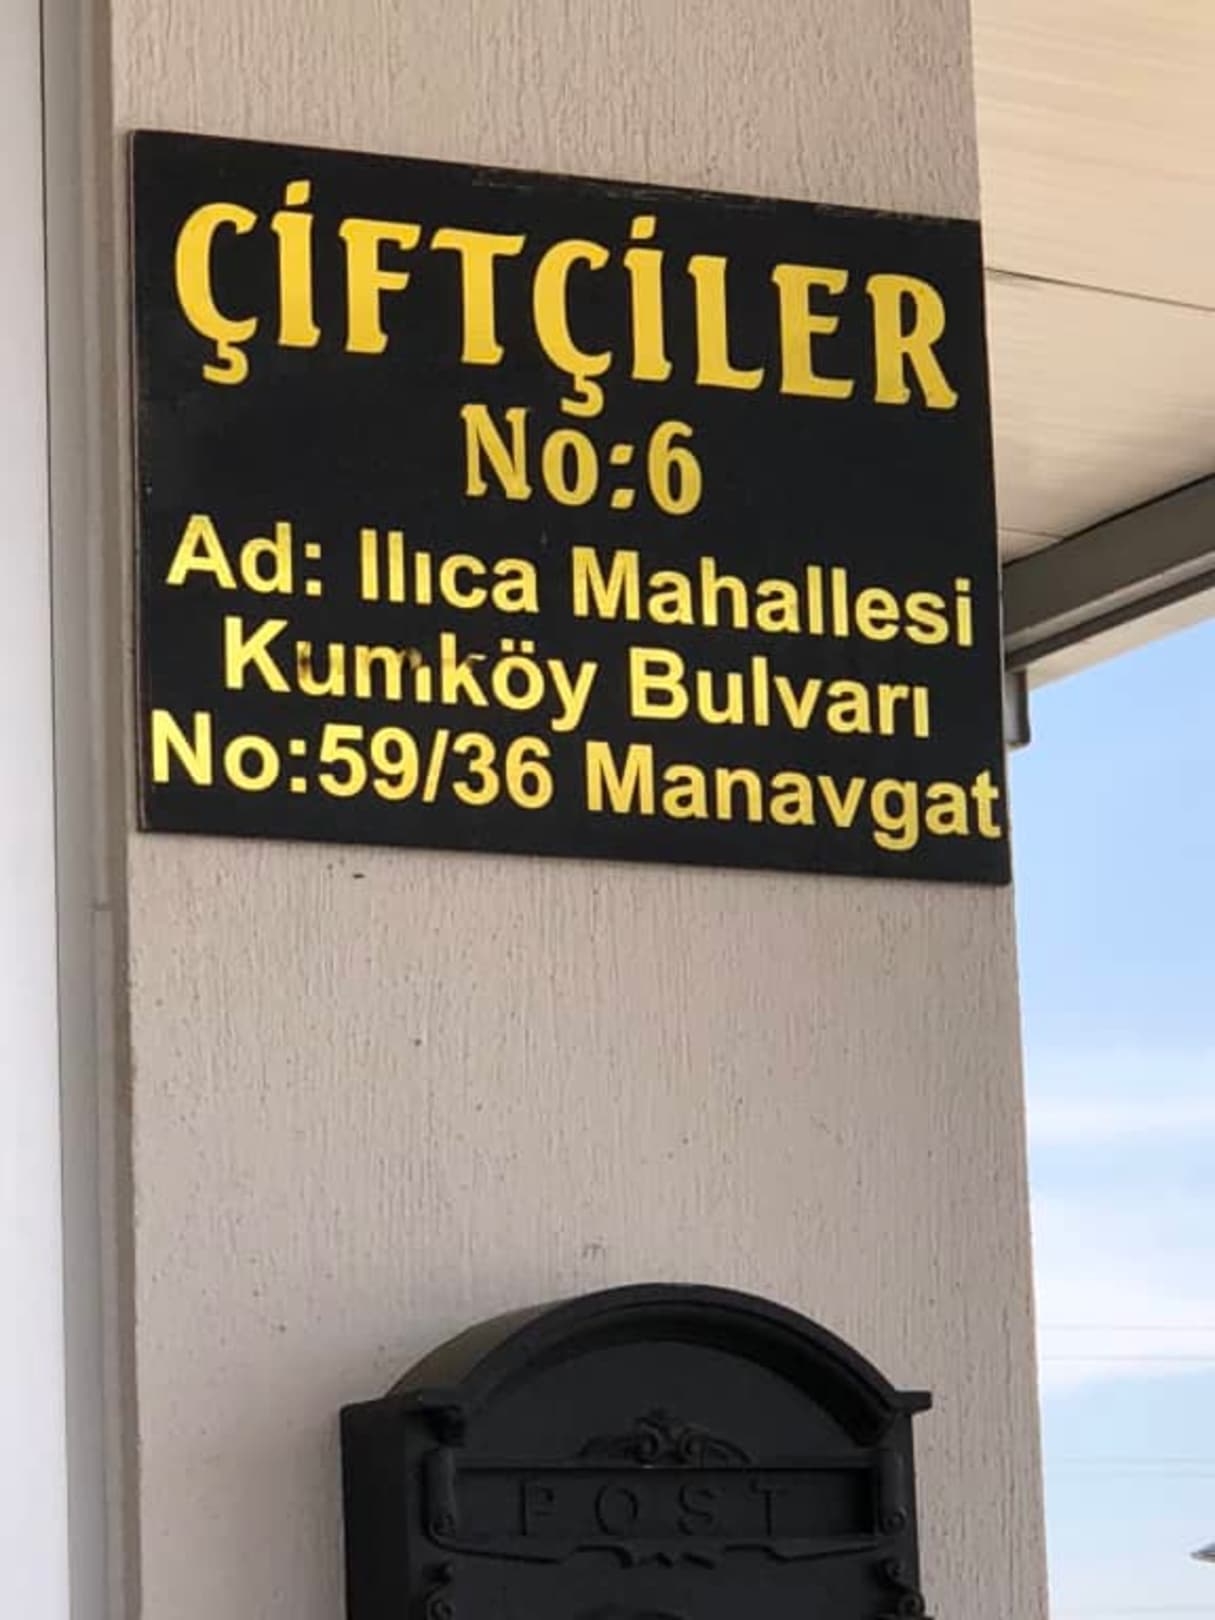 ÇİFTÇİLER
No:6
Ad: Ilıca Mahallesi
Kumköy Bulvarı
No:59/36 Manavgat
POST